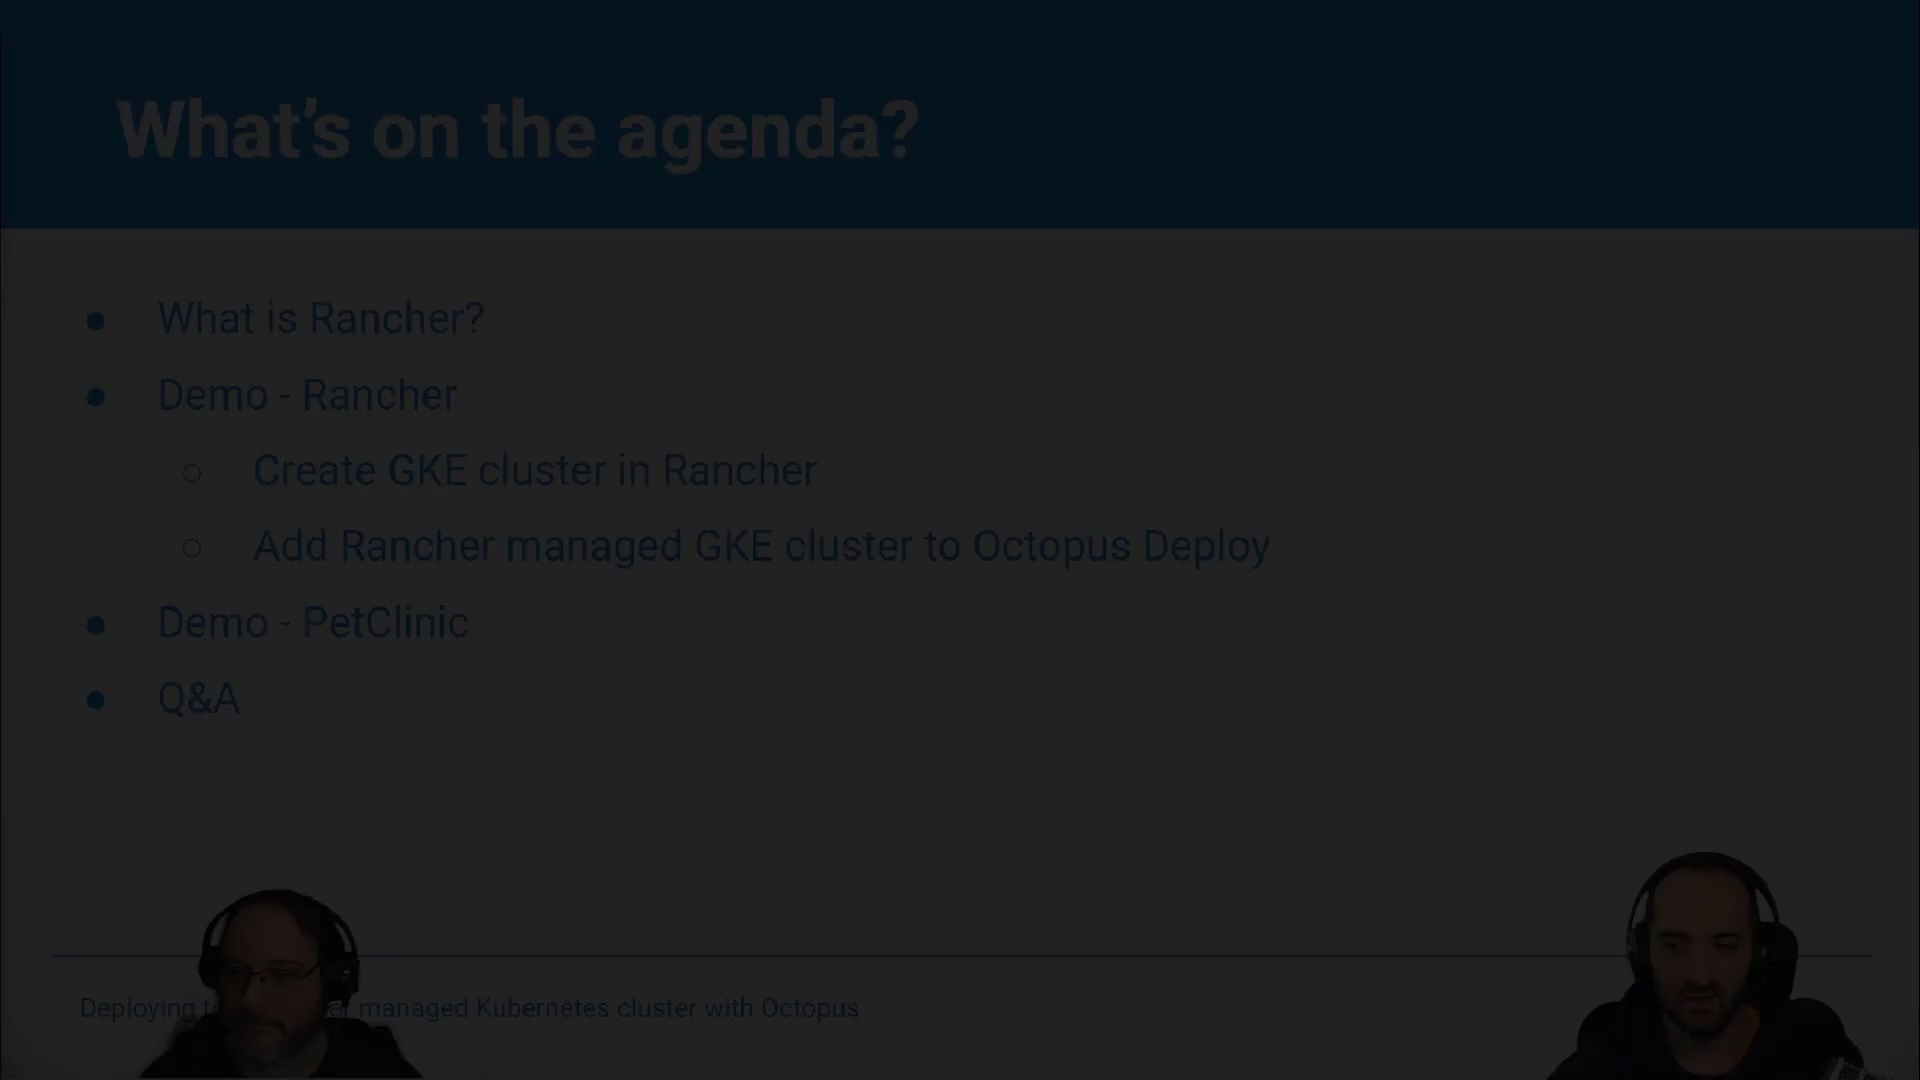 What's on the agenda?
● What is Rancher?
● Demo - Rancher
○ Create GKE cluster in Rancher
○ Add Rancher managed GKE cluster to Octopus Deploy
● Demo - PetClinic
● Q&A
Deploying managed Kubernetes cluster with Octopus